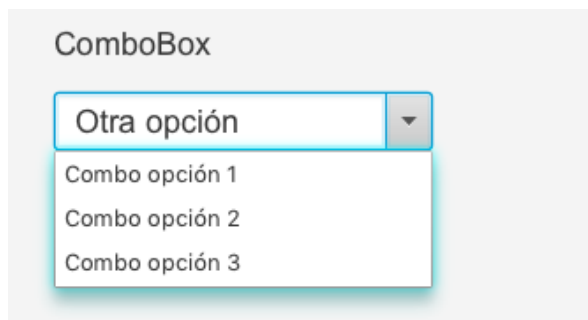 ComboBox
Otra opción
Combo opción 1
Combo opción 2
Combo opción 3